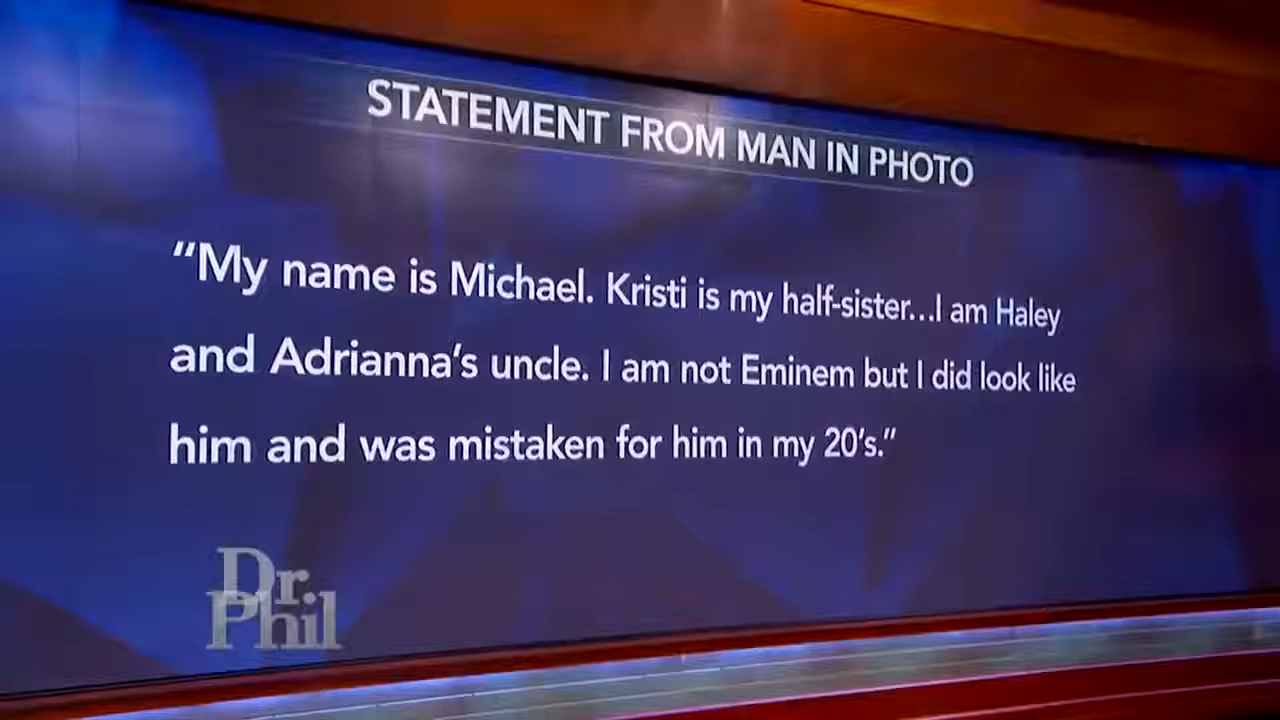 STATEMENT FROM MAN IN PHOTO
“My name is Michael. Kristi is my half-sister...I am Haley
and Adrianna’s uncle. I am not Eminem but I did look like
him and was mistaken for him in my 20’s.”
Dr.
Phil